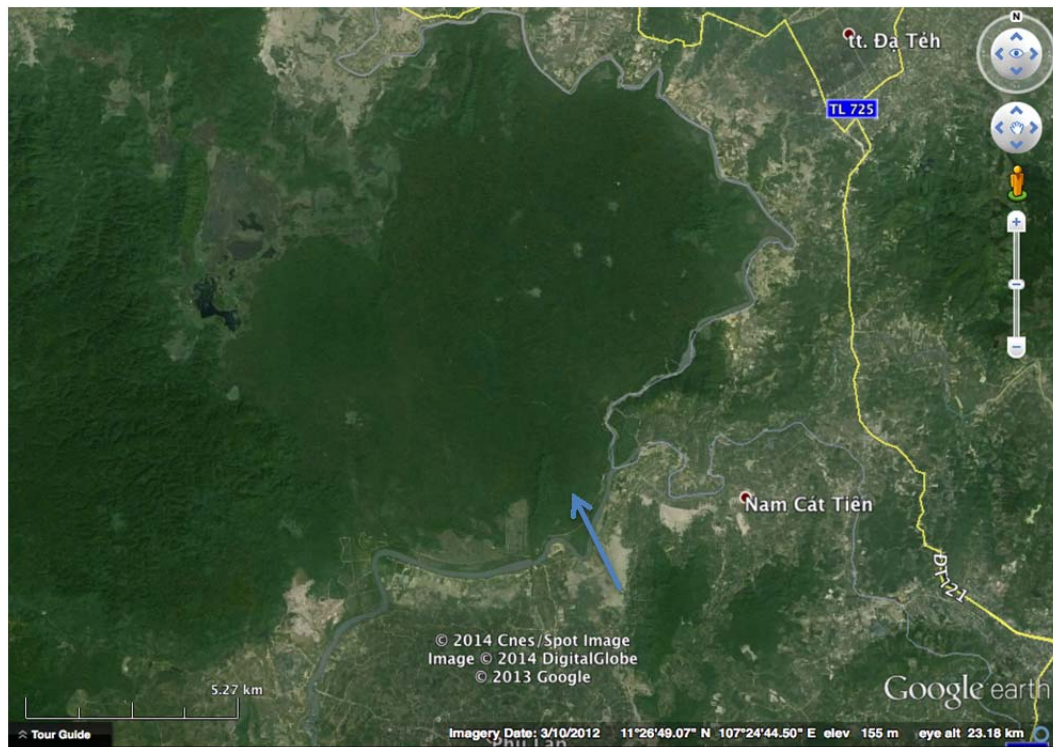 N
tt. Đạ Tẻh
TL 725
Nam Cát Tiên
ĐT721
© 2014 Cnes/Spot Image
Image © 2014 DigitalGlobe
© 2013 Google
Google earth
5.27 km
Tour Guide
Imagery Date: 3/10/2012 11°26'49.07" N 107°24'44.50" E elev 155 m eye alt 23.18 km